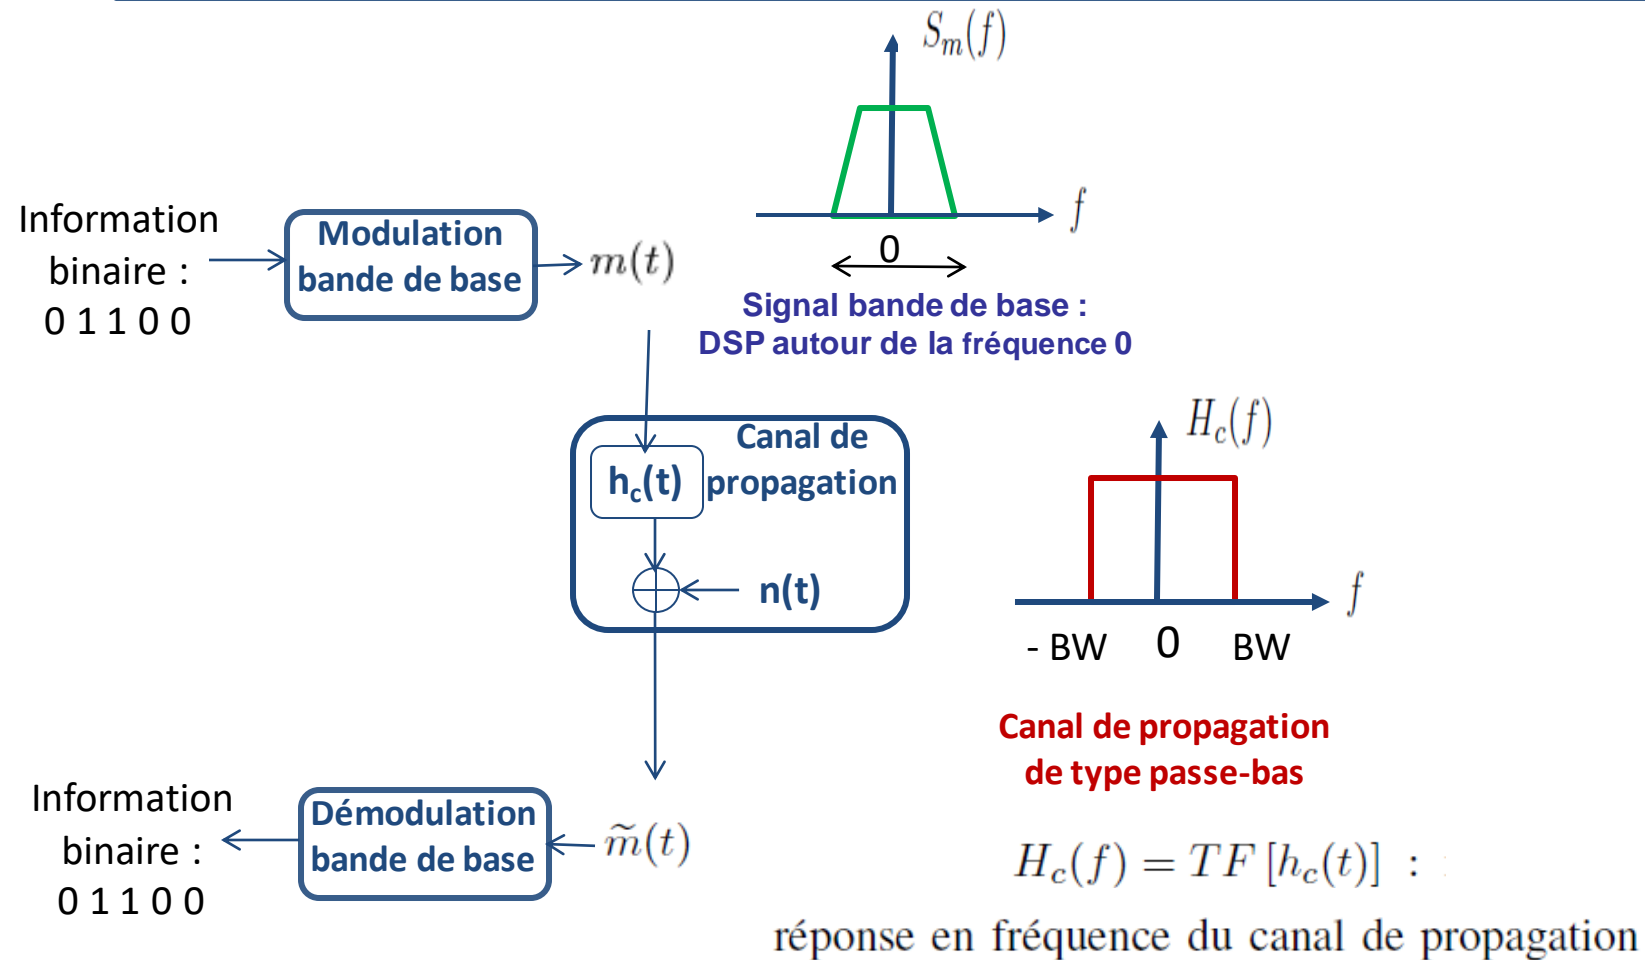 S_m(f)
f
0
Signal bande de base :
DSP autour de la fréquence 0
Information
binaire :
0 1 1 0 0
Modulation
bande de base
m(t)
Canal de
propagation
h_c(t)
n(t)
H_c(f)
f
- BW 0 BW
Canal de propagation
de type passe-bas
Information
binaire :
0 1 1 0 0
Démodulation
bande de base
m̃(t)
H_c(f) = TF [h_c(t)] :
réponse en fréquence du canal de propagation